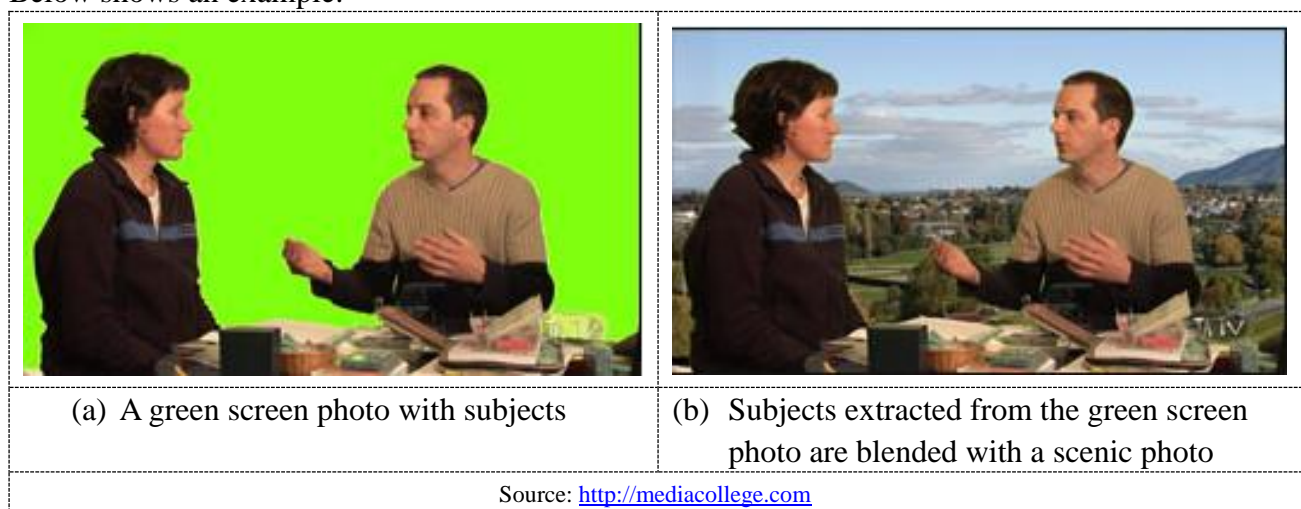 Below shows an example.
(a) A green screen photo with subjects
(b) Subjects extracted from the green screen
photo are blended with a scenic photo
Source: http://mediacollege.com